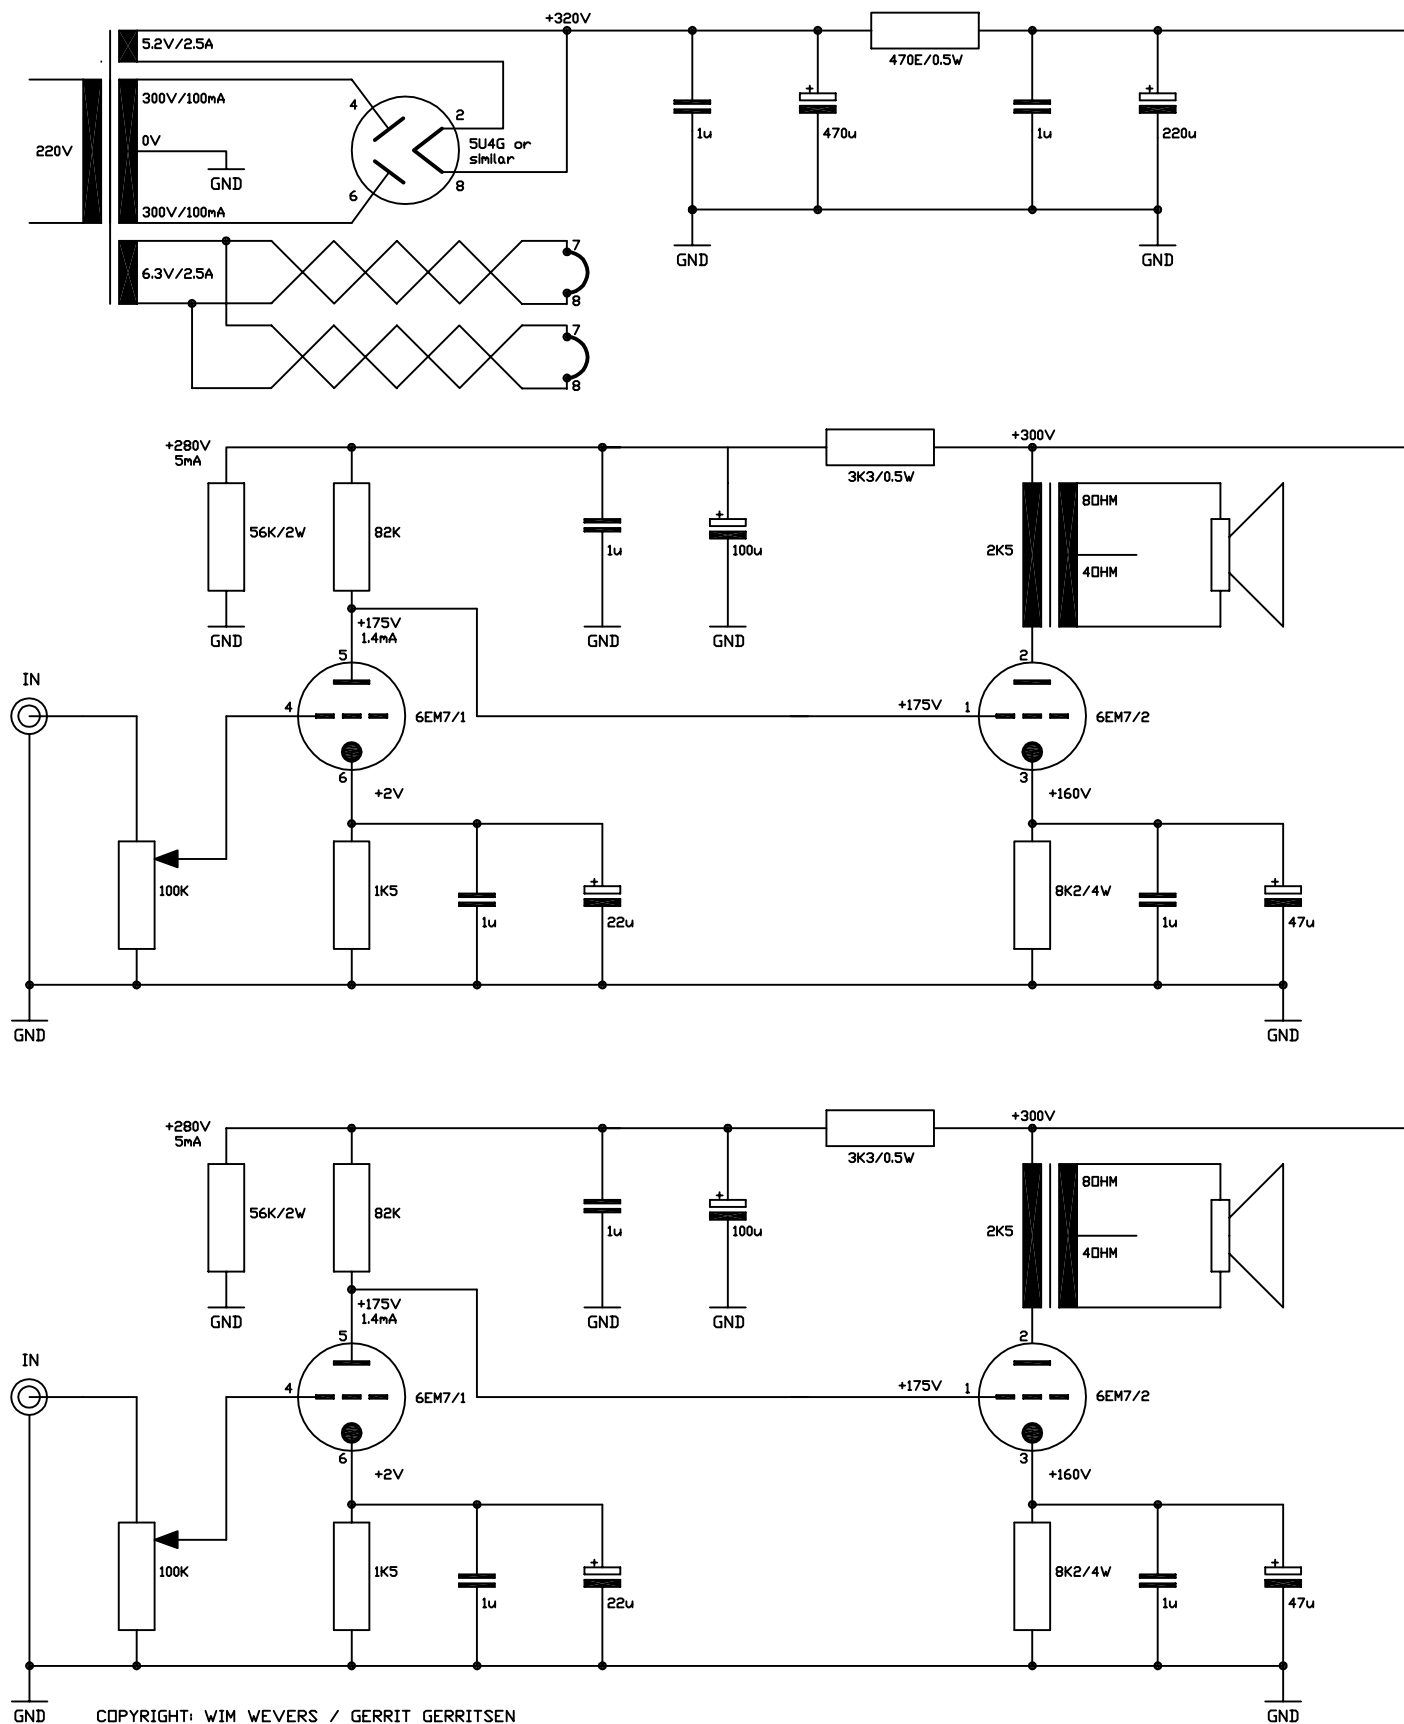 +320V
5.2V/2.5A
470E/0.5W
300V/100mA
4
2
1u
470u
1u
220u
220V
0V
5U4G or
similar
GND
6
8
300V/100mA
GND
GND
7
6.3V/2.5A
8
7
8
+280V
5mA
+300V
3K3/0.5W
56K/2W
82K
1u
100u
2K5
8OHM
4OHM
GND
+175V
1.4mA
GND
GND
5
2
IN
4
6EM7/1
+175V
1
6EM7/2
6
+2V
3
+160V
100K
1K5
1u
22u
8K2/4W
1u
47u
GND
GND
+280V
5mA
+300V
3K3/0.5W
56K/2W
82K
1u
100u
2K5
8OHM
4OHM
GND
+175V
1.4mA
GND
GND
5
2
IN
4
6EM7/1
+175V
1
6EM7/2
6
+2V
3
+160V
100K
1K5
1u
22u
8K2/4W
1u
47u
GND
COPYRIGHT: WIM WEVERS / GERRIT GERRITSEN
GND